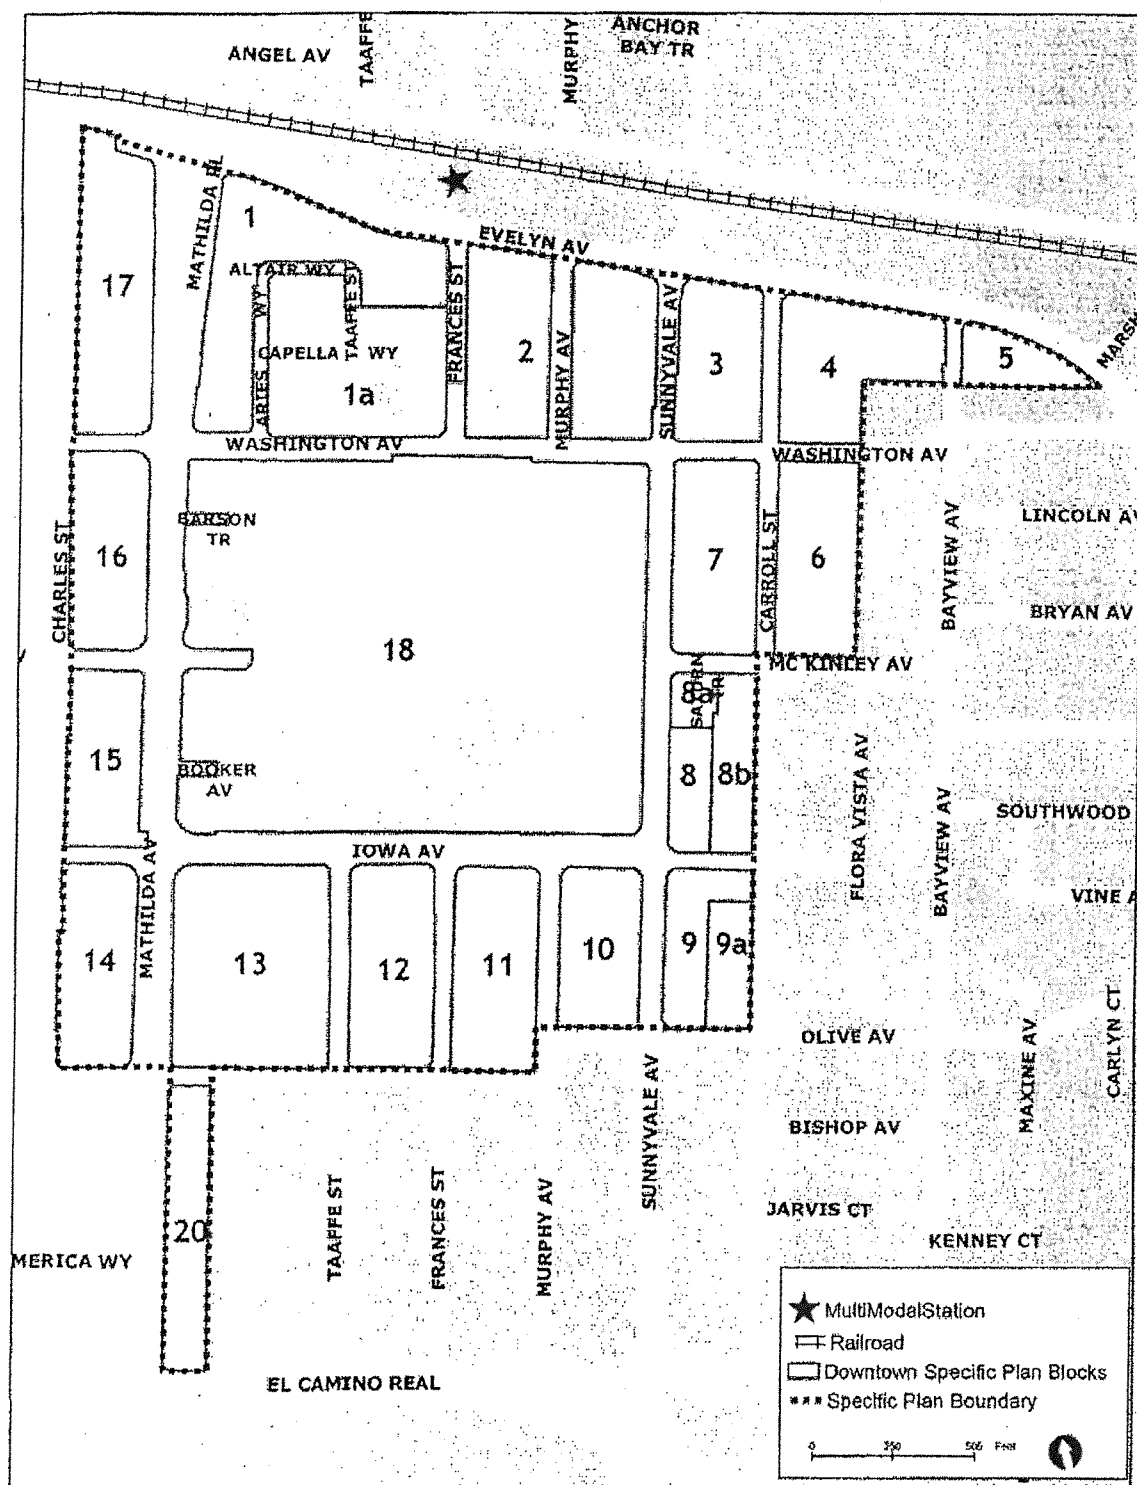 ANCHOR
BAY TR
ANGEL AV
TAAFFE
MURPHY
MATHILDA PL
1
EVELYN AV
17
ALTAIR WY
TAAFFE ST
FRANCES ST
MURPHY AV
SUNNYVALE AV
MARSH
2
3
4
5
CAPELLA WY
ARIES WY
1a
WASHINGTON AV
WASHINGTON AV
CHARLES ST
16
TR
18
7
CARROLL ST
6
BAYVIEW AV
LINCOLN AV
BRYAN AV
MC KINLEY AV
TR
15
BOOKER
AV
8
8b
FLORA VISTA AV
BAYVIEW AV
SOUTHWOOD
IOWA AV
VINE A
MATHILDA AV
14
13
12
11
10
9
9a
OLIVE AV
MAXINE AV
CARLYN CT
SUNNYVALE AV
BISHOP AV
TAAFFE ST
FRANCES ST
MURPHY AV
JARVIS CT
20
KENNEY CT
MERICA WY
EL CAMINO REAL
MultiModalStation
Railroad
Downtown Specific Plan Blocks
Specific Plan Boundary
0 250 500 Feet